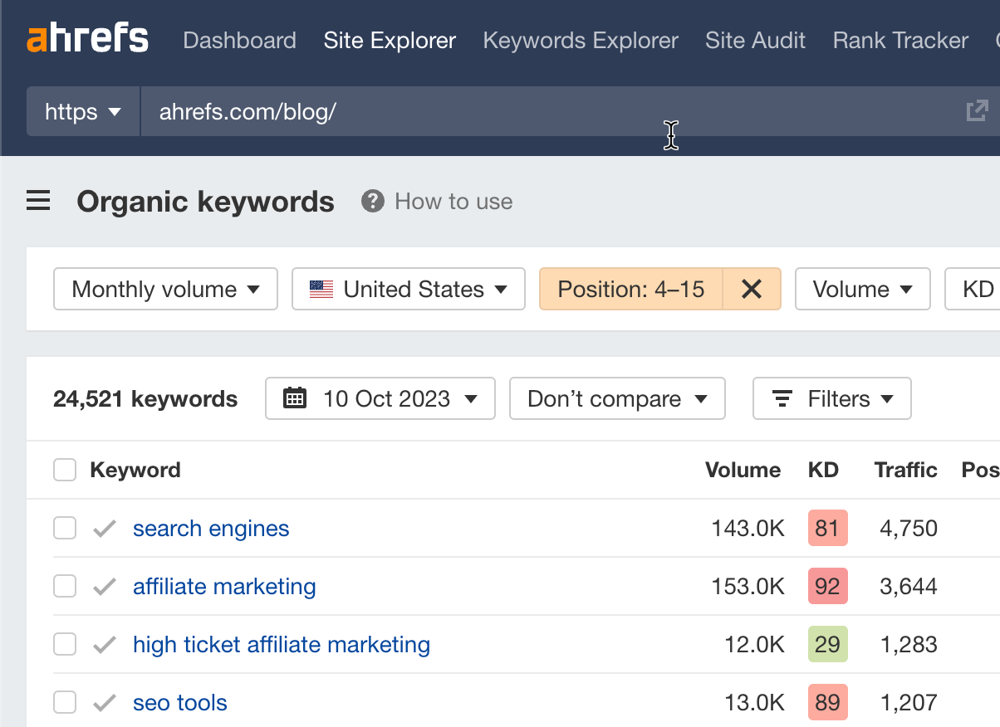 ahrefs Dashboard Site Explorer Keywords Explorer Site Audit Rank Tracker
https ahrefs.com/blog/
Organic keywords ? How to use
Monthly volume United States Position: 4–15 Volume KD
24,521 keywords 10 Oct 2023 Don’t compare Filters
Keyword Volume KD Traffic Pos
search engines 143.0K 81 4,750
affiliate marketing 153.0K 92 3,644
high ticket affiliate marketing 12.0K 29 1,283
seo tools 13.0K 89 1,207